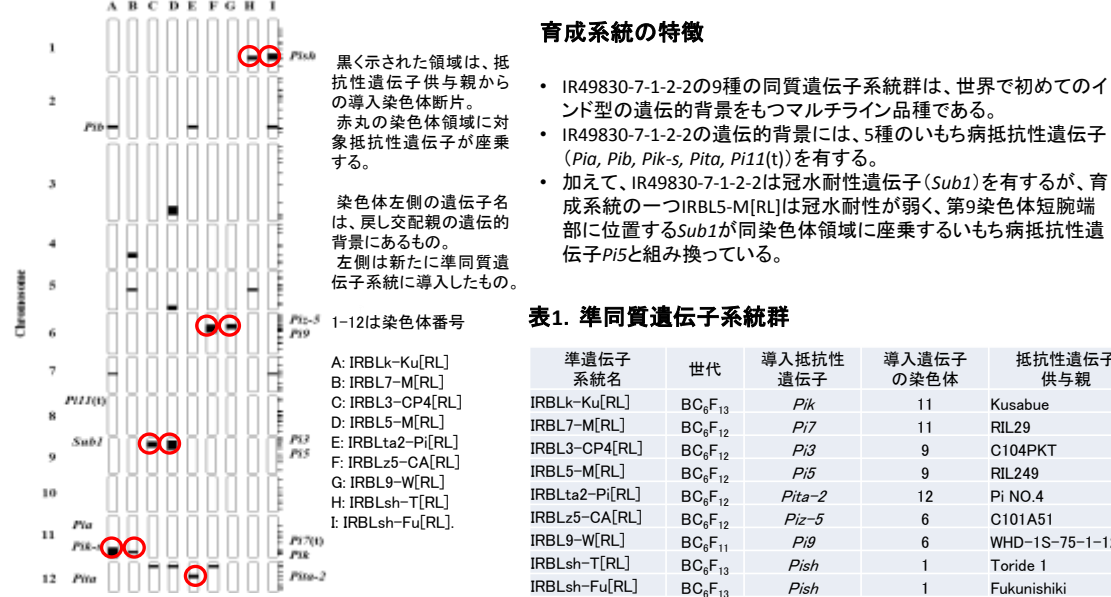 A B C D E F G H I
Chromosome
1
2
3
4
5
6
7
8
9
10
11
12
Pish
Pib
Piz-5
Pi9
Pi11(t)
Sub1
Pi3
Pi5
Pia
Pik-s
Pi7(t)
Pik
Pita
Pita-2
黒く示された領域は、抵
抗性遺伝子供与親から
の導入染色体断片。
赤丸の染色体領域に対
象抵抗性遺伝子が座乗
する。
染色体左側の遺伝子名
は、戻し交配親の遺伝的
背景にあるもの。
左側は新たに準同質遺
伝子系統に導入したもの。
1-12は染色体番号
A: IRBLk-Ku[RL]
B: IRBL7-M[RL]
C: IRBL3-CP4[RL]
D: IRBL5-M[RL]
E: IRBLta2-Pi[RL]
F: IRBLz5-CA[RL]
G: IRBL9-W[RL]
H: IRBLsh-T[RL]
I: IRBLsh-Fu[RL].
育成系統の特徴
• IR49830-7-1-2-2の9種の同質遺伝子系統群は、世界で初めてのイ
ンド型の遺伝的背景をもつマルチライン品種である。
• IR49830-7-1-2-2の遺伝的背景には、5種のいもち病抵抗性遺伝子
（Pia, Pib, Pik-s, Pita, Pi11(t)）を有する。
• 加えて、IR49830-7-1-2-2は冠水耐性遺伝子（Sub1）を有するが、育
成系統の一つIRBL5-M[RL]は冠水耐性が弱く、第9染色体短腕端
部に位置するSub1が同染色体領域に座乗するいもち病抵抗性遺
伝子Pi5と組み換っている。
表1. 準同質遺伝子系統群
準遺伝子系統名 世代 導入抵抗性遺伝子 導入遺伝子の染色体 抵抗性遺伝子供与親
IRBLk-Ku[RL] BC6F13 Pik 11 Kusabue
IRBL7-M[RL] BC6F12 Pi7 11 RIL29
IRBL3-CP4[RL] BC6F12 Pi3 9 C104PKT
IRBL5-M[RL] BC6F12 Pi5 9 RIL249
IRBLta2-Pi[RL] BC6F12 Pita-2 12 Pi NO.4
IRBLz5-CA[RL] BC6F12 Piz-5 6 C101A51
IRBL9-W[RL] BC6F11 Pi9 6 WHD-1S-75-1-12
IRBLsh-T[RL] BC6F13 Pish 1 Toride 1
IRBLsh-Fu[RL] BC6F13 Pish 1 Fukunishiki